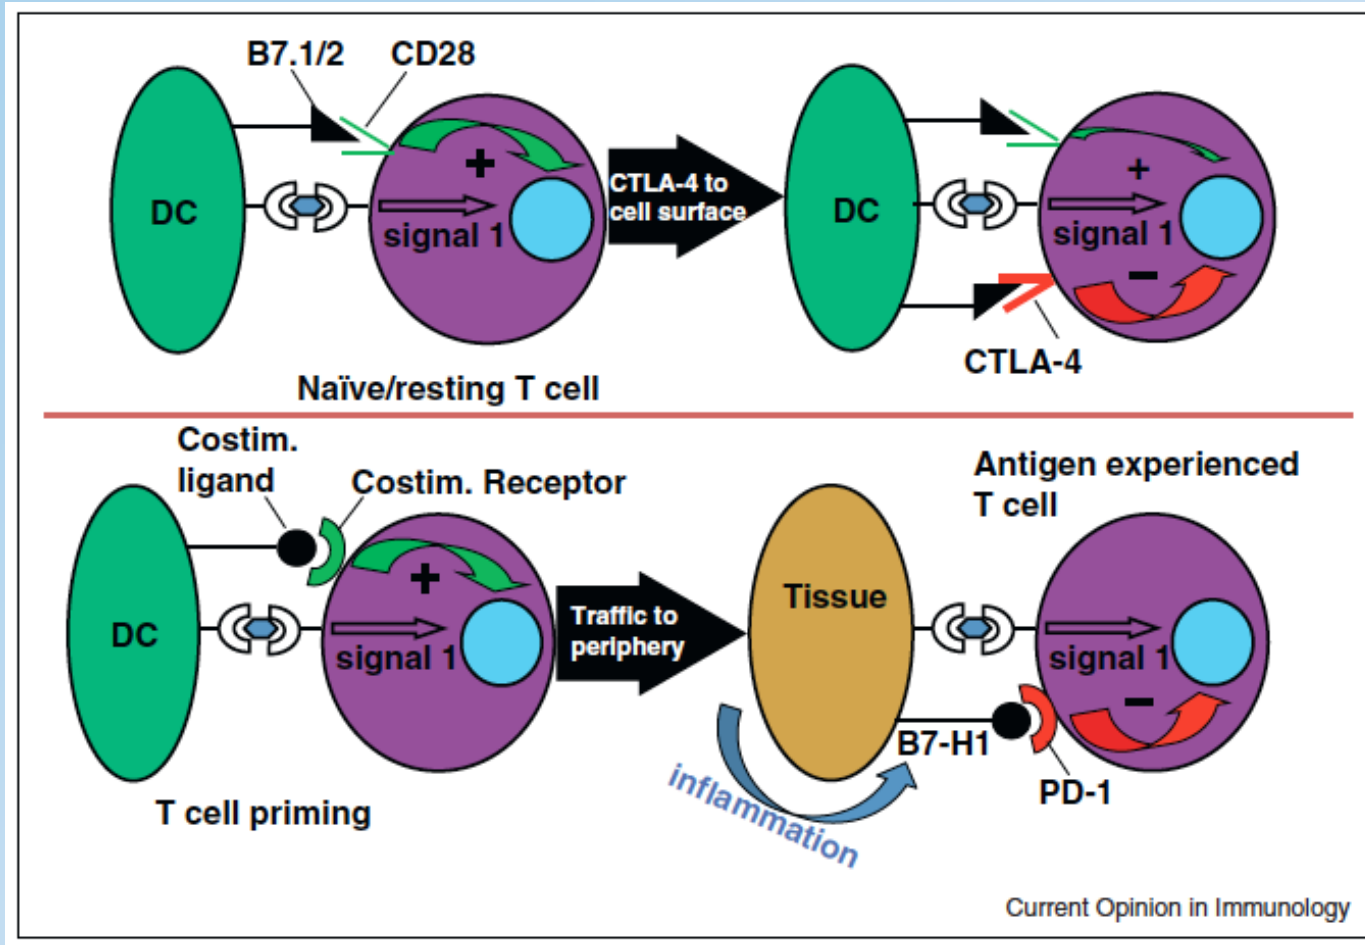 B7.1/2 CD28
DC
+
signal 1
CTLA-4 to
cell surface
DC
+
signal 1
−
CTLA-4
Naïve/resting T cell
Costim.
ligand
Costim. Receptor
DC
+
signal 1
Traffic to
periphery
T cell priming
Antigen experienced
T cell
Tissue
signal 1
−
B7-H1
PD-1
inflammation
Current Opinion in Immunology